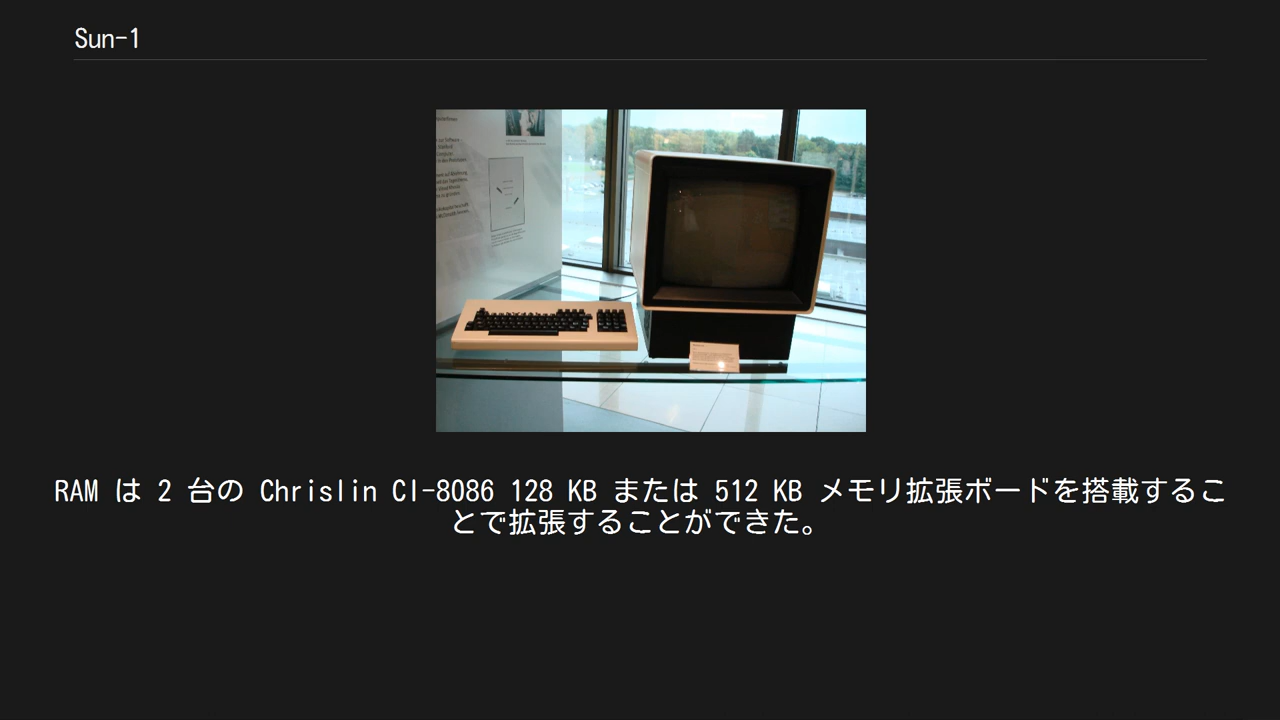 Sun-1
RAM は 2 台の Chrislin CI-8086 128 KB または 512 KB メモリ拡張ボードを搭載するこ
とで拡張することができた。